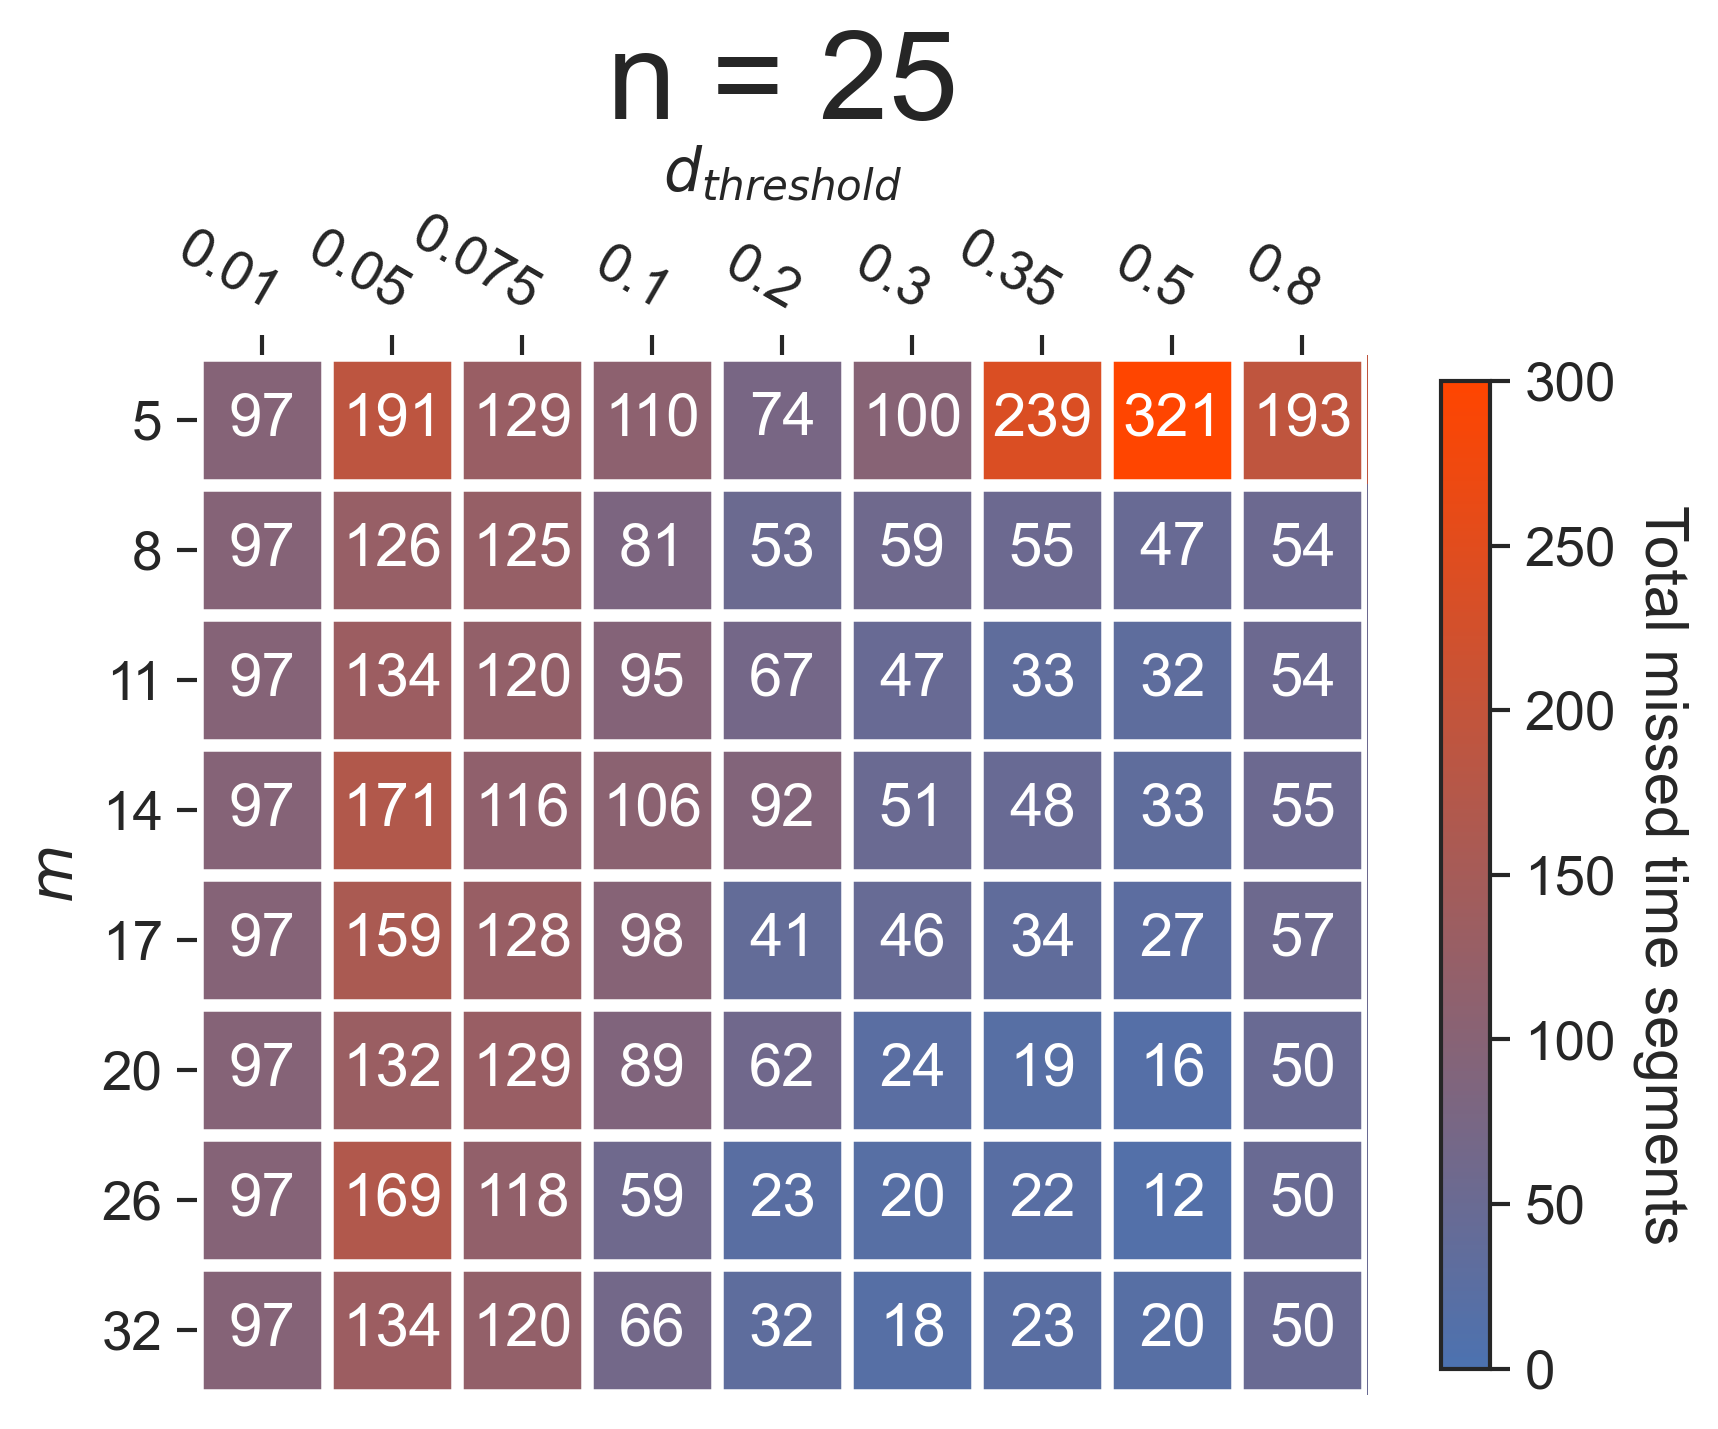 n = 25
d_threshold
0.01 0.05 0.075 0.1 0.2 0.3 0.35 0.5 0.8
5 97 191 129 110 74 100 239 321 193
8 97 126 125 81 53 59 55 47 54
11 97 134 120 95 67 47 33 32 54
14 97 171 116 106 92 51 48 33 55
17 97 159 128 98 41 46 34 27 57
20 97 132 129 89 62 24 19 16 50
26 97 169 118 59 23 20 22 12 50
32 97 134 120 66 32 18 23 20 50
m
300
250
200
150
100
50
0
Total missed time segments